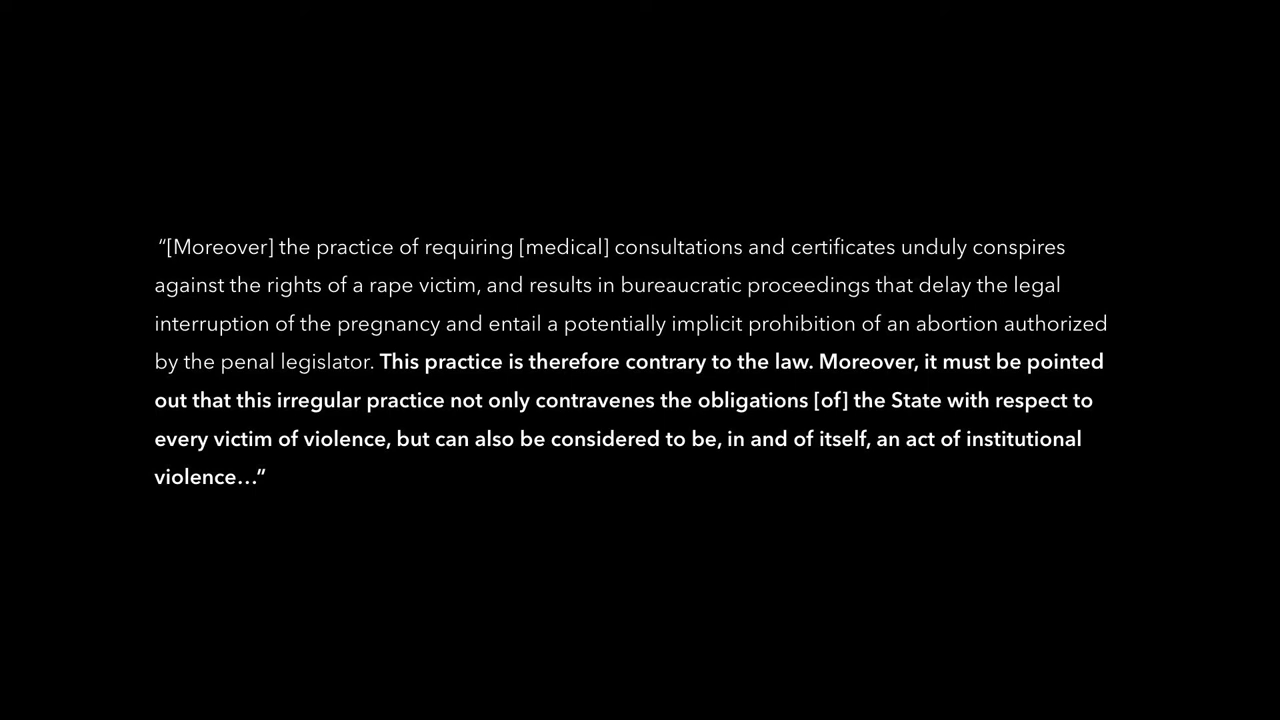 “[Moreover] the practice of requiring [medical] consultations and certificates unduly conspires
against the rights of a rape victim, and results in bureaucratic proceedings that delay the legal
interruption of the pregnancy and entail a potentially implicit prohibition of an abortion authorized
by the penal legislator. This practice is therefore contrary to the law. Moreover, it must be pointed
out that this irregular practice not only contravenes the obligations [of] the State with respect to
every victim of violence, but can also be considered to be, in and of itself, an act of institutional
violence…”